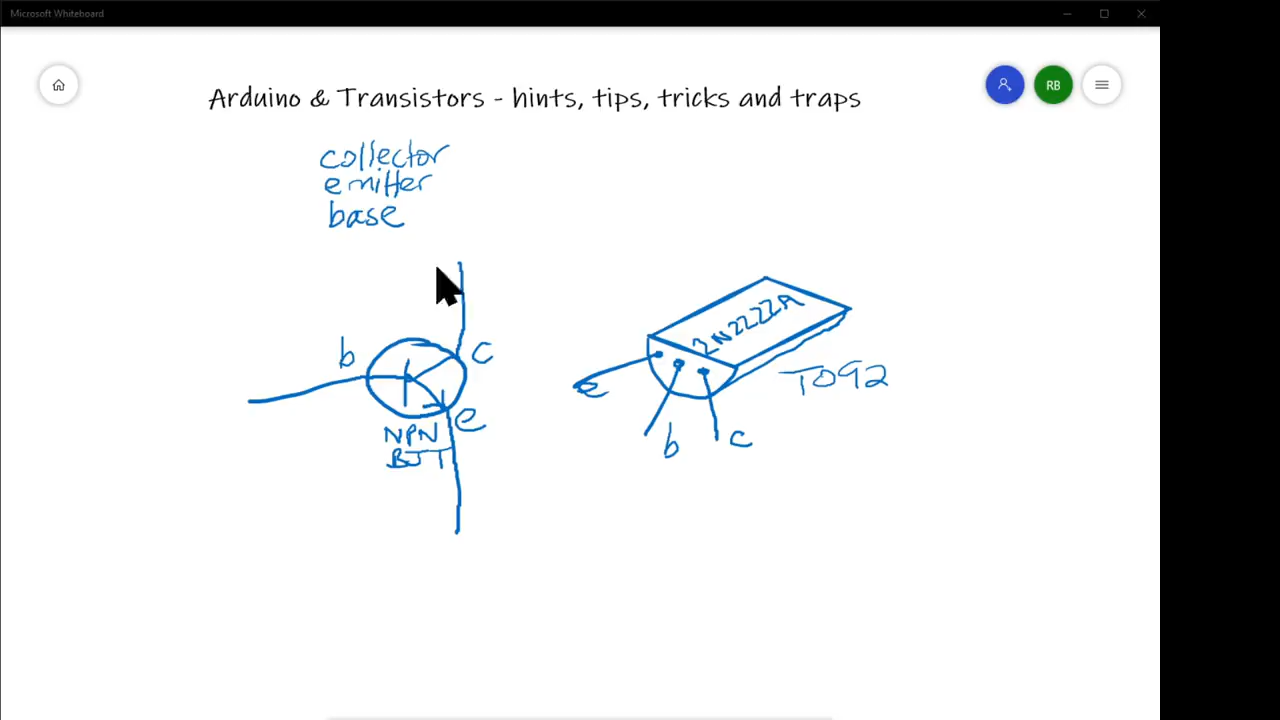 Microsoft Whiteboard
RB
Arduino & Transistors - hints, tips, tricks and traps
collector
emitter
base
b
c
e
NPN
BJT
2N2222A
TO92
e
b
c